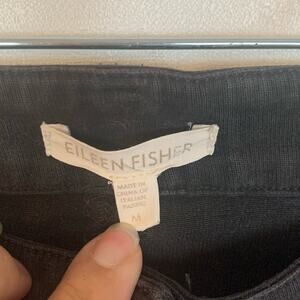 EILEEN FISHER
MADE IN
CHINA OF
ITALIAN
FABRIC
M